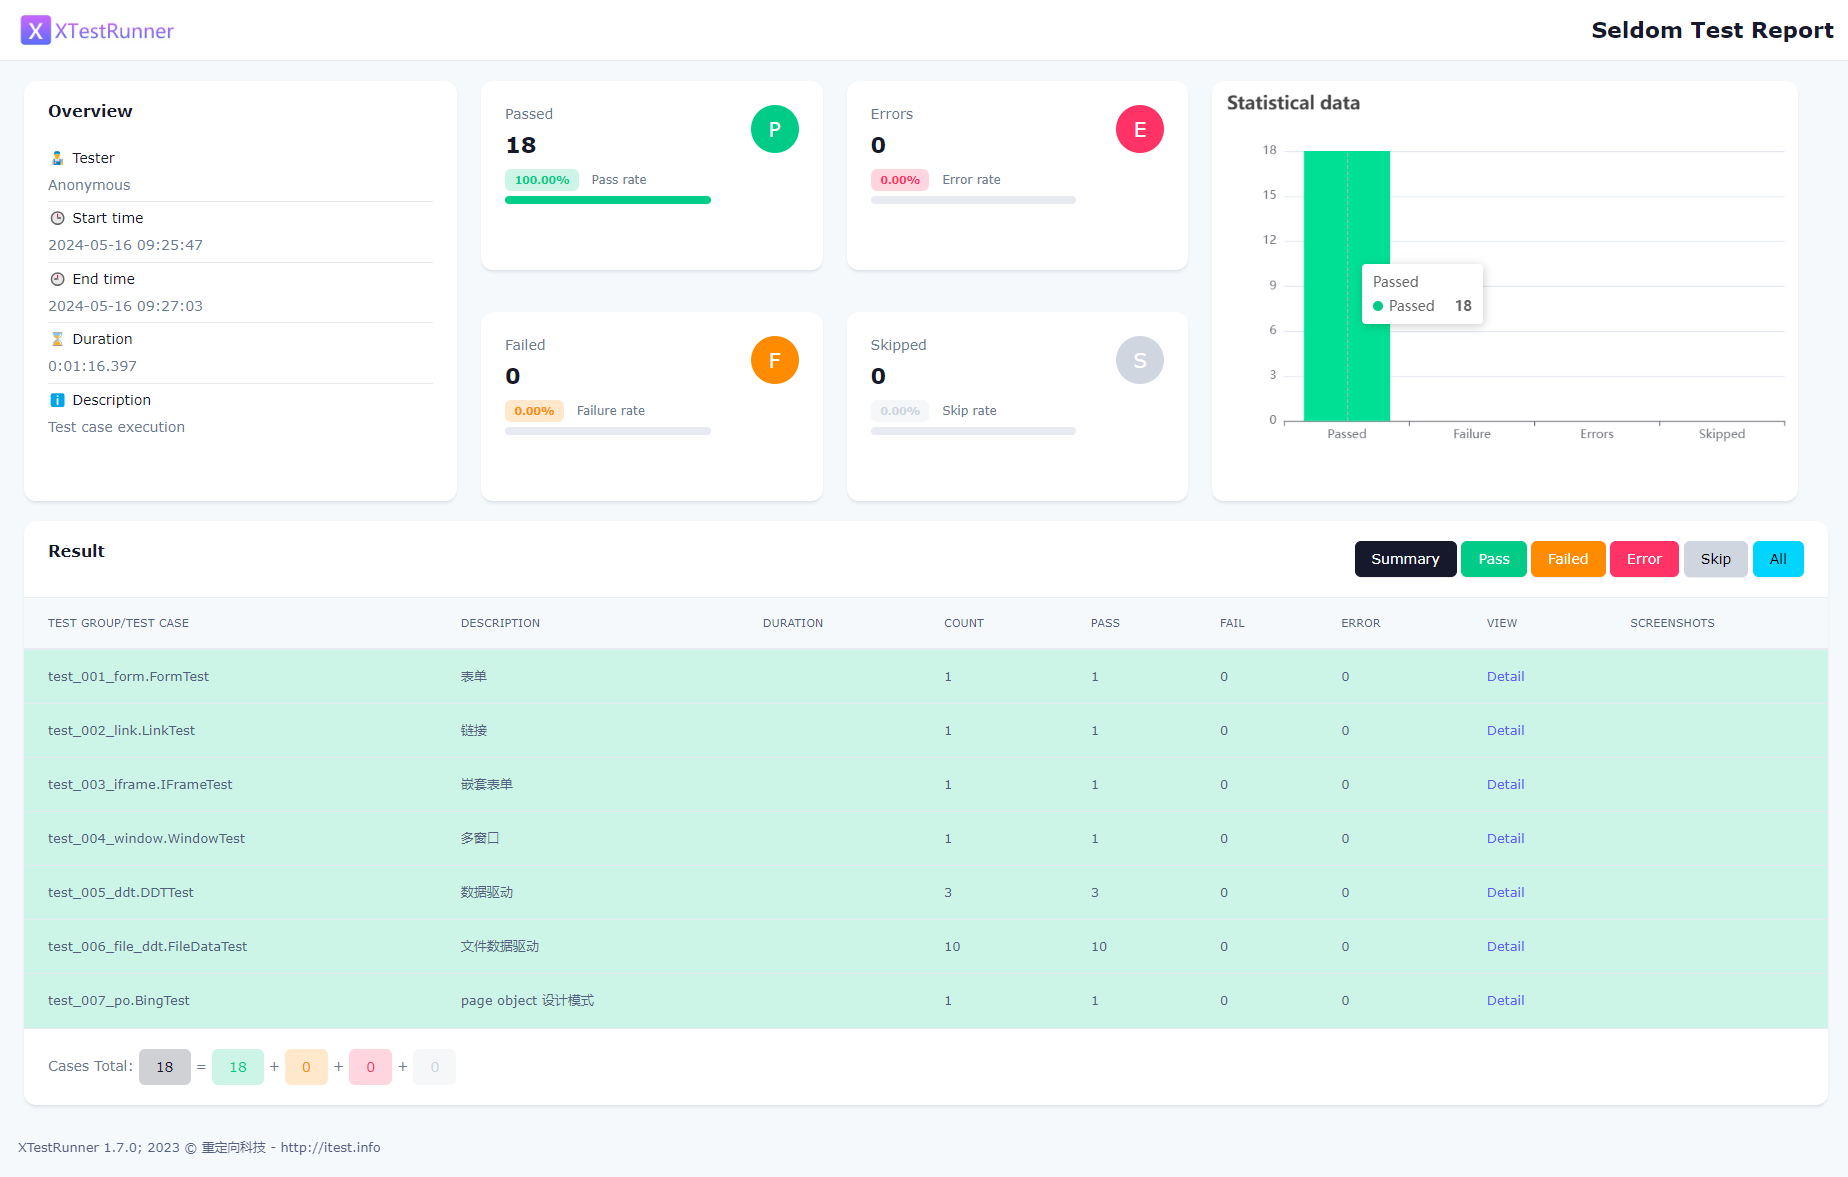 X XTestRunner
Seldom Test Report
Overview
Tester
Anonymous
Start time
2024-05-16 09:25:47
End time
2024-05-16 09:27:03
Duration
0:01:16.397
i Description
Test case execution
Passed
18
P
100.00% Pass rate
Errors
0
E
0.00% Error rate
Failed
0
F
0.00% Failure rate
Skipped
0
S
0.00% Skip rate
Statistical data
18
15
12
9
6
3
0
Passed
Passed 18
Passed Failure Errors Skipped
Result
Summary Pass Failed Error Skip All
TEST GROUP/TEST CASE DESCRIPTION DURATION COUNT PASS FAIL ERROR VIEW SCREENSHOTS
test_001_form.FormTest 表单 1 1 0 0 Detail
test_002_link.LinkTest 链接 1 1 0 0 Detail
test_003_iframe.IFrameTest 嵌套表单 1 1 0 0 Detail
test_004_window.WindowTest 多窗口 1 1 0 0 Detail
test_005_ddt.DDTTest 数据驱动 3 3 0 0 Detail
test_006_file_ddt.FileDataTest 文件数据驱动 10 10 0 0 Detail
test_007_po.BingTest page object 设计模式 1 1 0 0 Detail
Cases Total: 18 = 18 + 0 + 0 + 0
XTestRunner 1.7.0; 2023 © 重定向科技 - http://itest.info